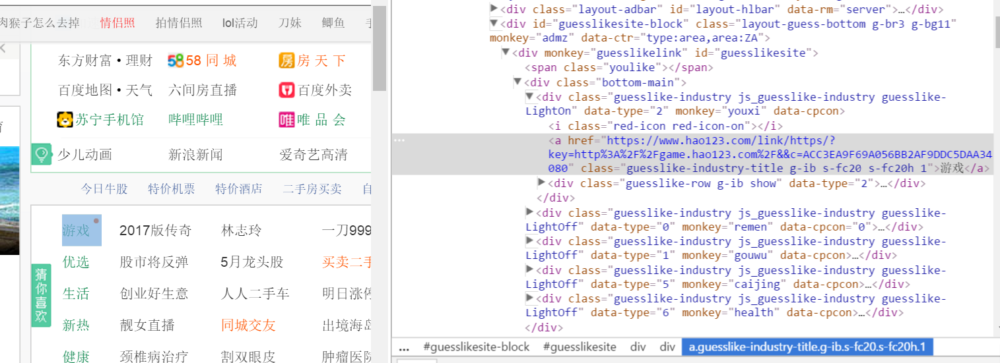 肉猴子怎么去掉 情侣照 拍情侣照 lol活动 刀妹 鲫鱼
东方财富 • 理财 58 58 同 城 房 房 天 下
百度地图 • 天气 六间房直播 百度外卖
苏宁手机馆 哔哩哔哩 唯 唯 品 会
少儿动画 新浪新闻 爱奇艺高清
今日牛股 特价机票 特价酒店 二手房买卖 自
游戏 2017版传奇 林志玲 一刀999
优选 股市将反弹 5月龙头股 买卖二手
生活 创业好生意 人人二手车 明日涨停
新热 靓女直播 同城交友 出境海岛
健康 颈椎病治疗 割双眼皮 肿瘤医院
猜你喜欢
<div class="layout-adbar" id="layout-hlbar" data-rm="server">…</div>
<div id="guesslikesite-block" class="layout-guess-bottom g-br3 g-bg11"
monkey="admz" data-ctr="type:area,area:ZA">
<div monkey="guesslikelink" id="guesslikesite">
<span class="youlike"></span>
<div class="bottom-main">
<div class="guesslike-industry js_guesslike-industry guesslike-
LightOn" data-type="2" monkey="youxi" data-cpcon>
<i class="red-icon red-icon-on"></i>
<a href="https://www.hao123.com/link/https/?
key=http%3A%2F%2Fgame.hao123.com%2F&&c=ACC3EA9F69A056BB2AF9DDC5DAA34
080" class="guesslike-industry-title g-ib s-fc20 s-fc20h 1">游戏</a>
<div class="guesslike-row g-ib show" data-type="2">…</div>
</div>
<div class="guesslike-industry js_guesslike-industry guesslike-
LightOff" data-type="0" monkey="remen" data-cpcon="0">…</div>
<div class="guesslike-industry js_guesslike-industry guesslike-
LightOff" data-type="1" monkey="gouwu" data-cpcon>…</div>
<div class="guesslike-industry js_guesslike-industry guesslike-
LightOff" data-type="5" monkey="caijing" data-cpcon>…</div>
<div class="guesslike-industry js_guesslike-industry guesslike-
LightOff" data-type="6" monkey="health" data-cpcon>…</div>
</div>
... #guesslikesite-block #guesslikesite div div a.guesslike-industry-title.g-ib.s-fc20.s-fc20h.1